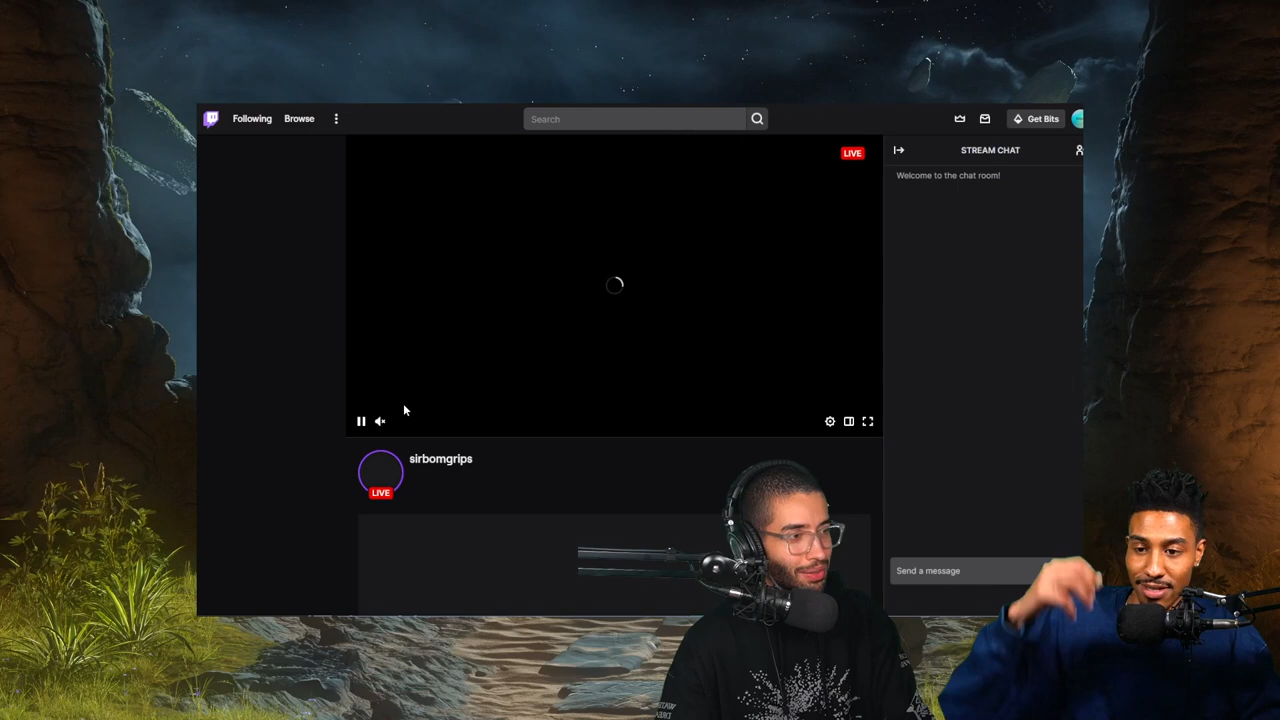 Following Browse
Search
Get Bits
LIVE
STREAM CHAT
Welcome to the chat room!
sirbomgrips
LIVE
Send a message